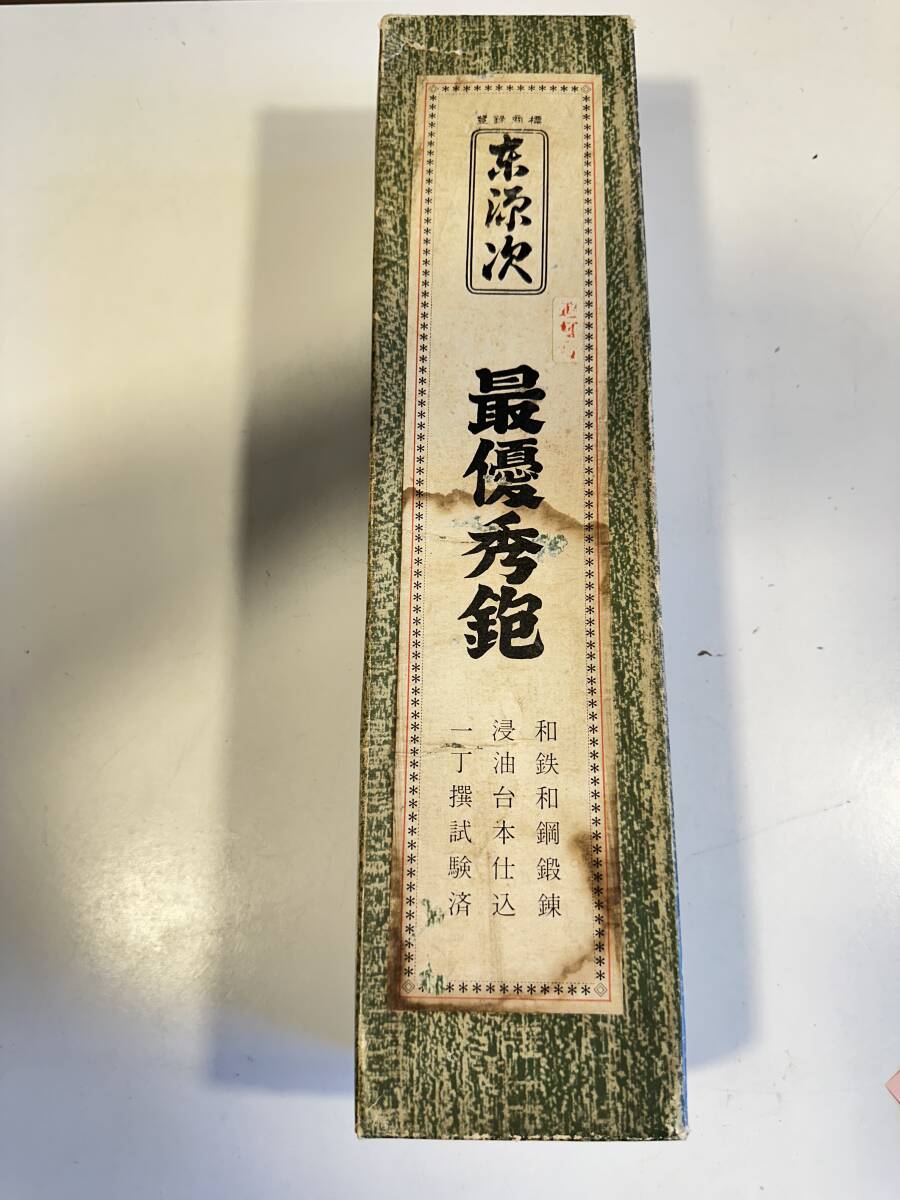 登録商標
東源次
最優秀鉋
和鉄和鋼鍛錬
浸油台本仕込
一丁撰試験済